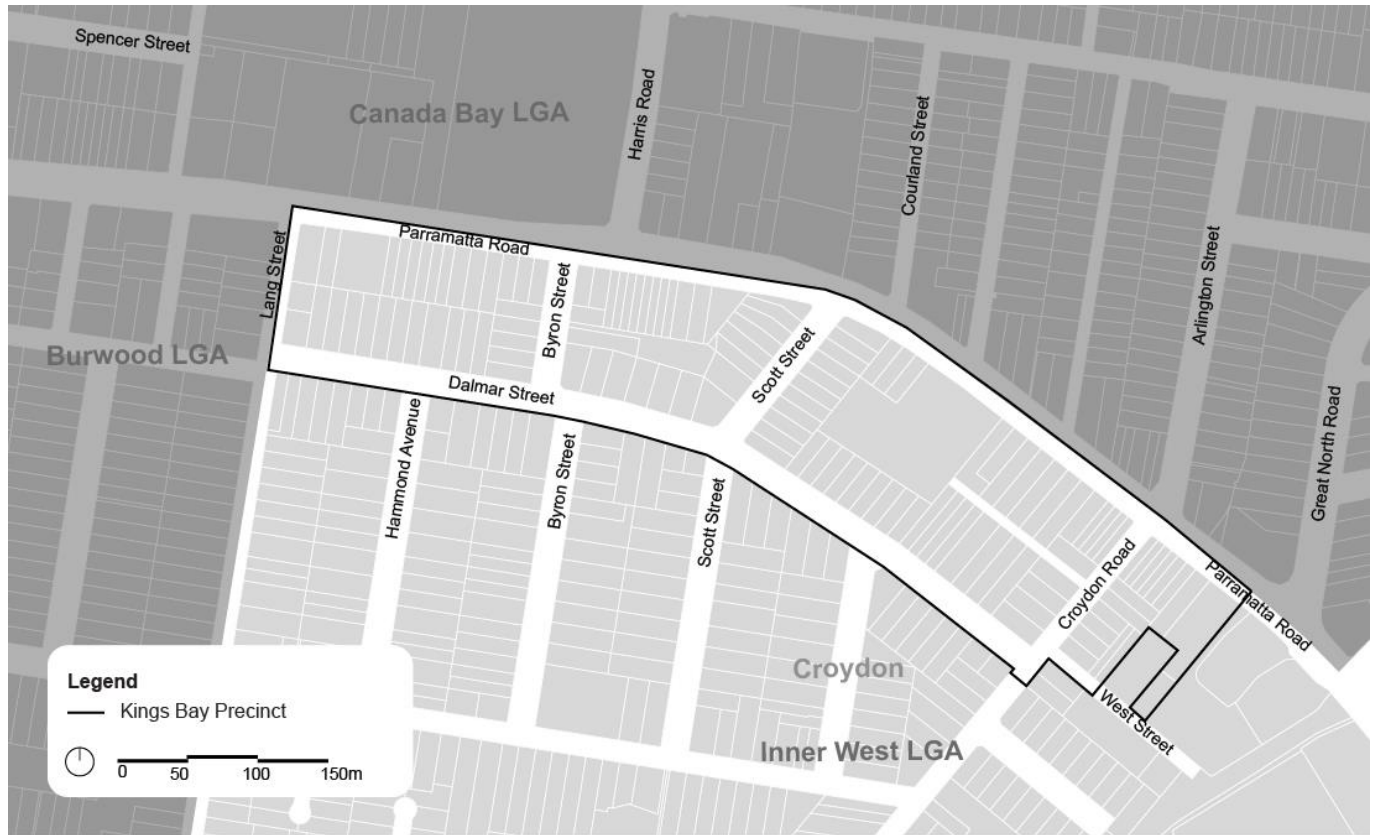 Spencer Street
Canada Bay LGA
Harris Road
Courland Street
Arlington Street
Great North Road
Lang Street
Parramatta Road
Byron Street
Scott Street
Burwood LGA
Dalmar Street
Hammond Avenue
Byron Street
Scott Street
Croydon Road
Parramatta Road
Croydon
West Street
Inner West LGA
Legend
Kings Bay Precinct
0 50 100 150m